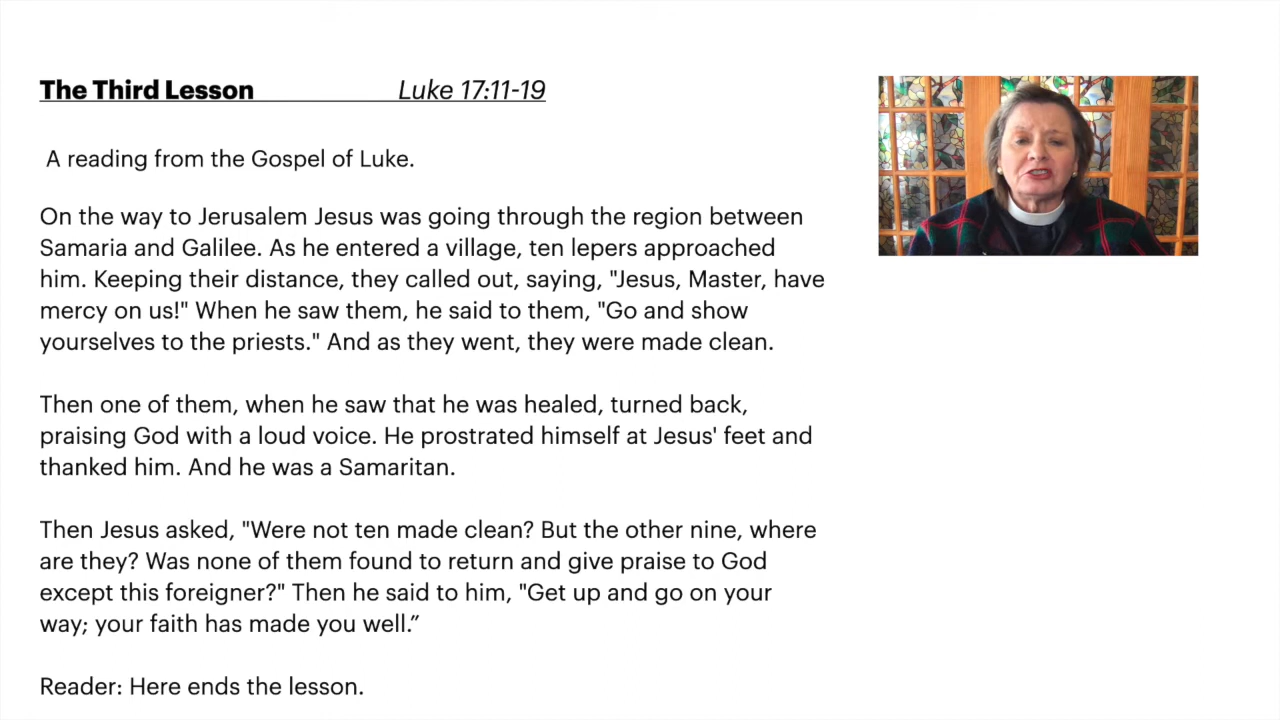 The Third Lesson Luke 17:11-19
A reading from the Gospel of Luke.
On the way to Jerusalem Jesus was going through the region between
Samaria and Galilee. As he entered a village, ten lepers approached
him. Keeping their distance, they called out, saying, "Jesus, Master, have
mercy on us!" When he saw them, he said to them, "Go and show
yourselves to the priests." And as they went, they were made clean.
Then one of them, when he saw that he was healed, turned back,
praising God with a loud voice. He prostrated himself at Jesus' feet and
thanked him. And he was a Samaritan.
Then Jesus asked, "Were not ten made clean? But the other nine, where
are they? Was none of them found to return and give praise to God
except this foreigner?" Then he said to him, "Get up and go on your
way; your faith has made you well.”
Reader: Here ends the lesson.